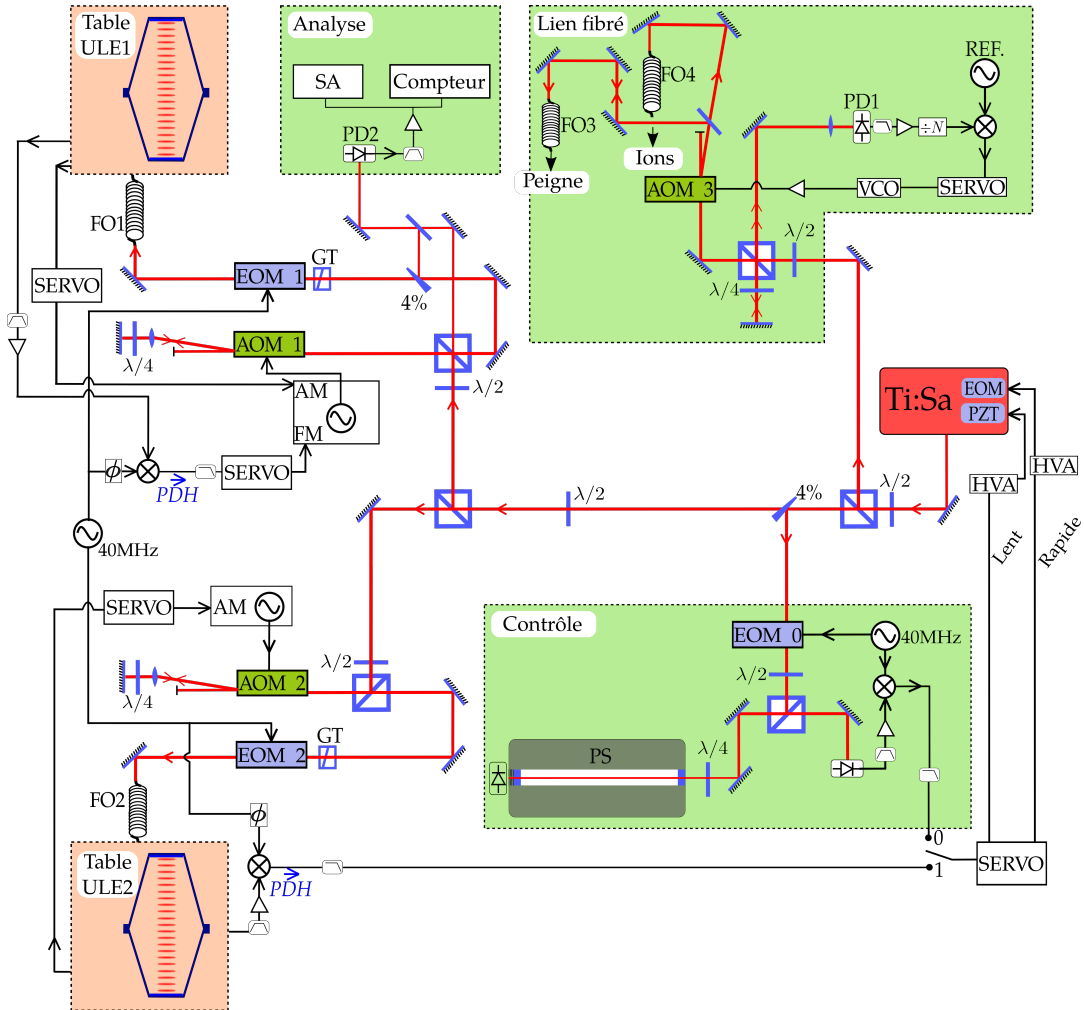 Table
ULE1
Analyse
SA
Compteur
PD2
Lien fibré
FO4
FO3
Peigne
Ions
REF.
PD1
÷N
AOM 3
VCO
SERVO
λ/2
λ/4
FO1
EOM 1
GT
4%
SERVO
AOM 1
λ/4
λ/2
AM
FM
ϕ
PDH
SERVO
Ti:Sa
EOM
PZT
HVA
HVA
Lent
Rapide
λ/2
4%
λ/2
40MHz
SERVO
AM
AOM 2
λ/4
λ/2
EOM 2
GT
FO2
ϕ
PDH
Table
ULE2
Contrôle
EOM 0
40MHz
λ/2
PS
λ/4
0
1
SERVO